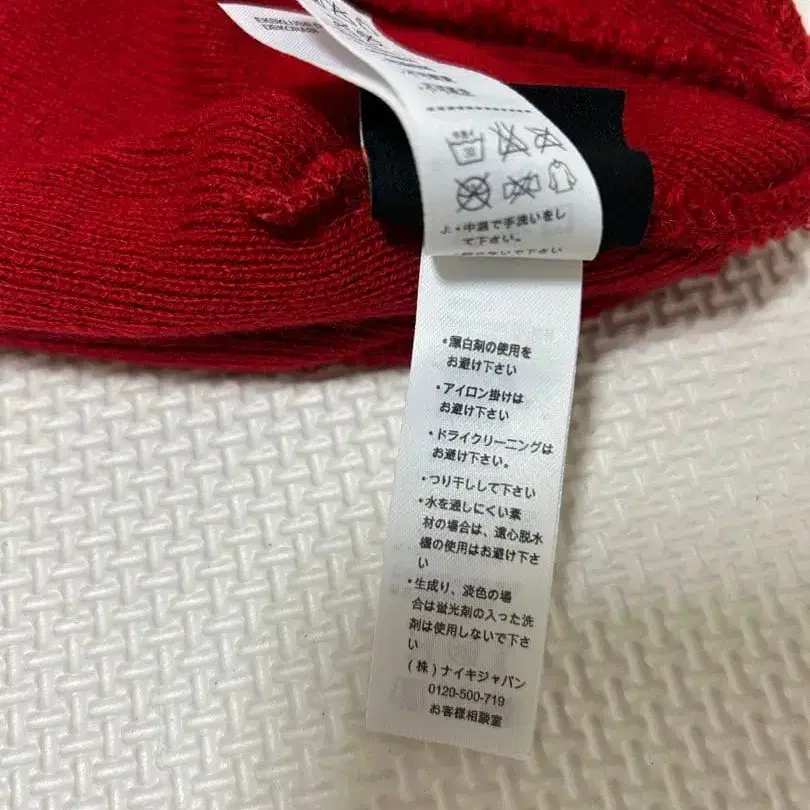 EKSKLUSIF D
J: •中温で手洗いをし
て下さい。
•漂白剤の使用を
お避け下さい
•アイロン掛けは
お避け下さい
•ドライクリーニングは
お避け下さい。
•つり干しして下さい
•水を通しにくい素
材の場合は、遠心脱水
機の使用はお避け下さ
い
•生成り、淡色の場
合は蛍光剤の入った洗
剤は使用しないで下さ
い
(株)ナイキジャパン
0120-500-719
お客様相談室